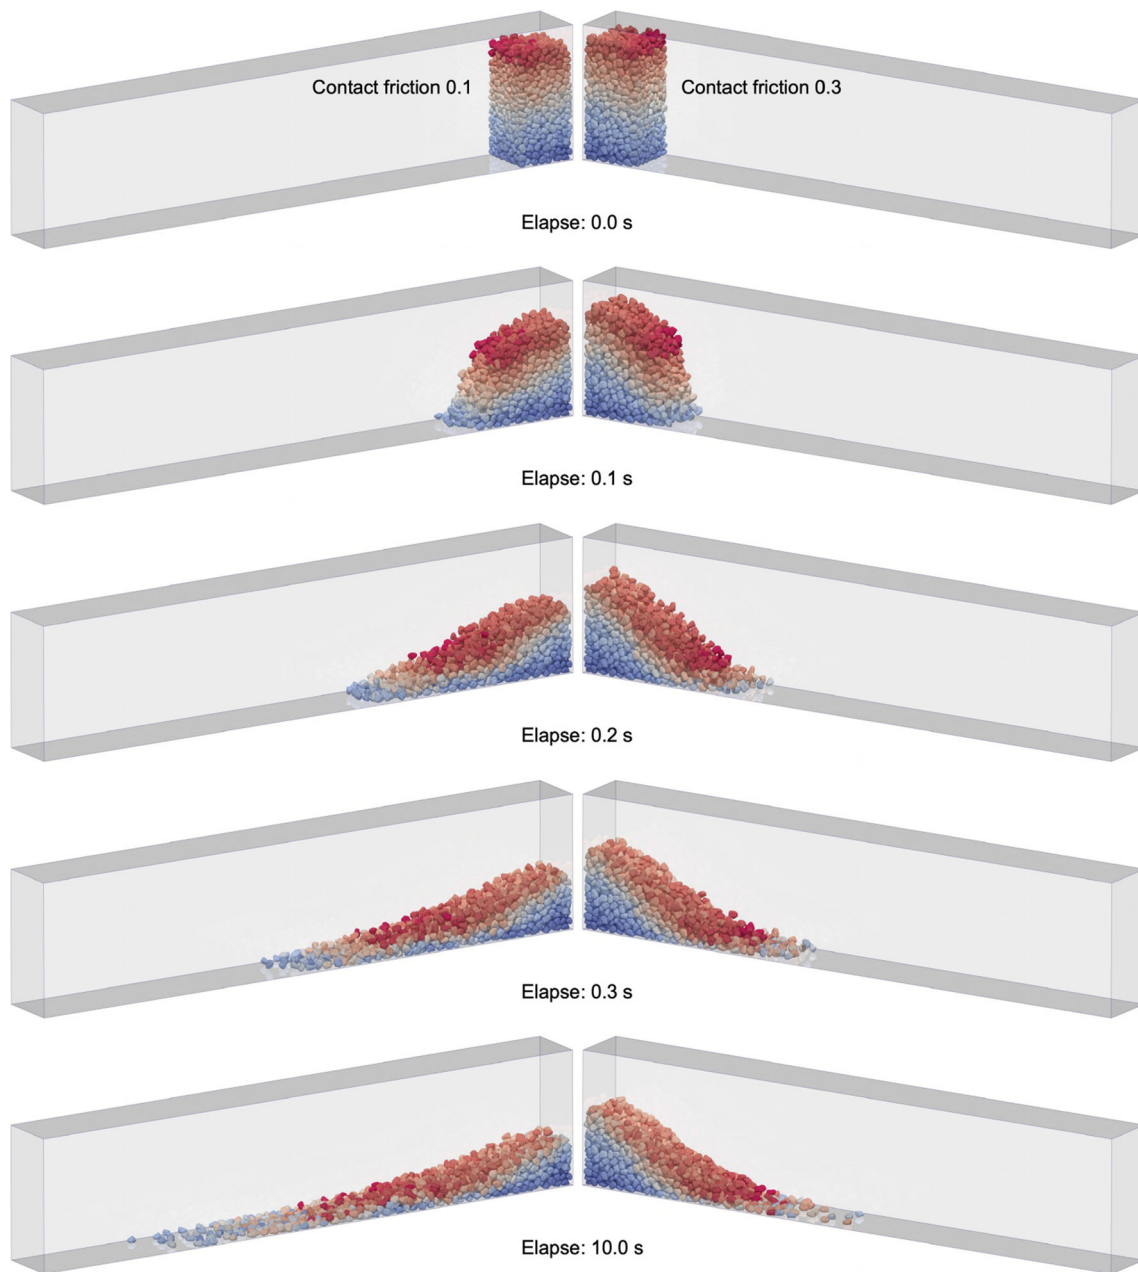 Contact friction 0.1
Contact friction 0.3
Elapse: 0.0 s
Elapse: 0.1 s
Elapse: 0.2 s
Elapse: 0.3 s
Elapse: 10.0 s